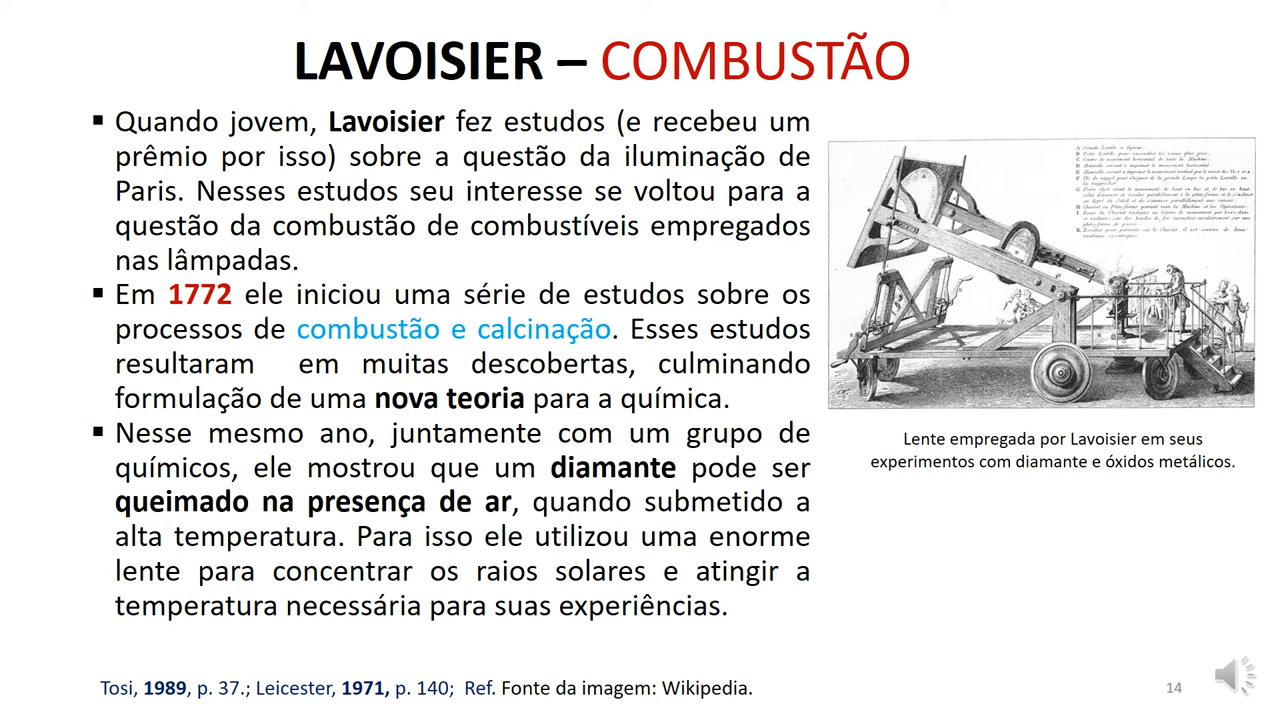 LAVOISIER – COMBUSTÃO
▪ Quando jovem, Lavoisier fez estudos (e recebeu um
prêmio por isso) sobre a questão da iluminação de
Paris. Nesses estudos seu interesse se voltou para a
questão da combustão de combustíveis empregados
nas lâmpadas.
▪ Em 1772 ele iniciou uma série de estudos sobre os
processos de combustão e calcinação. Esses estudos
resultaram em muitas descobertas, culminando
formulação de uma nova teoria para a química.
▪ Nesse mesmo ano, juntamente com um grupo de
químicos, ele mostrou que um diamante pode ser
queimado na presença de ar, quando submetido a
alta temperatura. Para isso ele utilizou uma enorme
lente para concentrar os raios solares e atingir a
temperatura necessária para suas experiências.
Lente empregada por Lavoisier em seus
experimentos com diamante e óxidos metálicos.
Tosi, 1989, p. 37.; Leicester, 1971, p. 140; Ref. Fonte da imagem: Wikipedia.
14